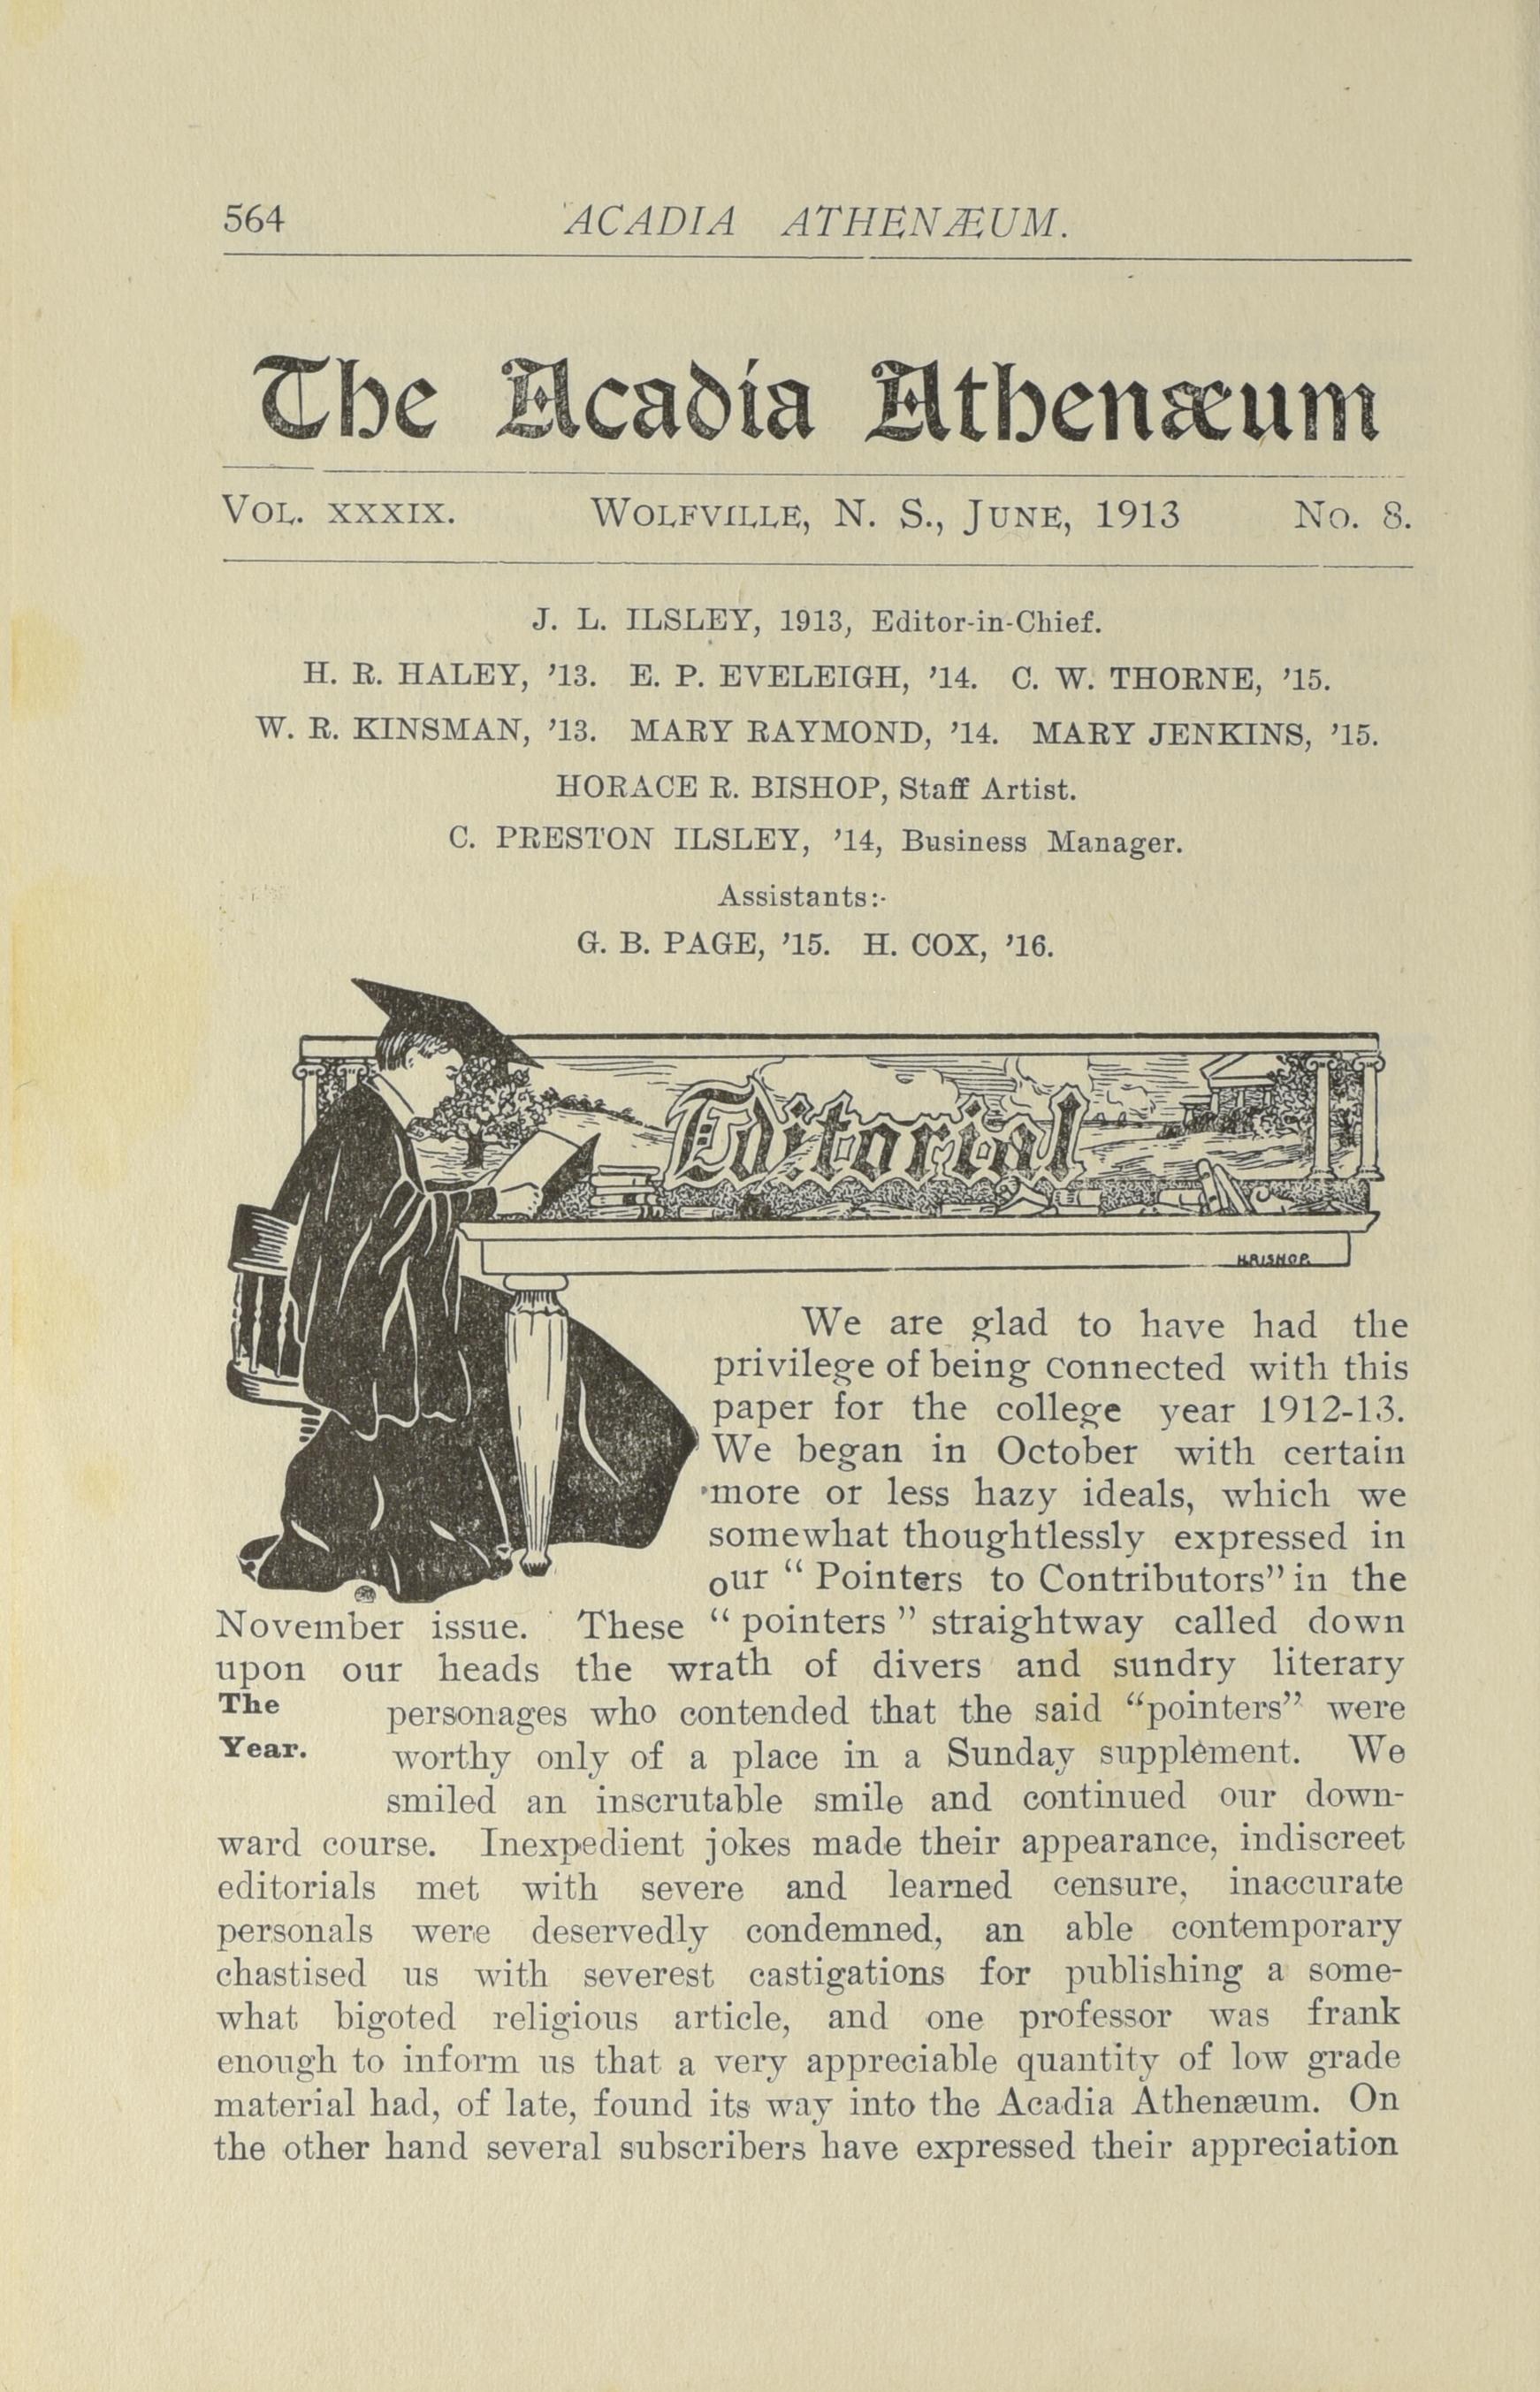 564 ACADIA ATHENÆUM.
The Acadia Athenæum
VOL. XXXIX. WOLFVILLE, N. S., JUNE, 1913 No. 8.
J. L. ILSLEY, 1913, Editor-in-Chief.
H. R. HALEY, '13. E. P. EVELEIGH, '14. C. W. THORNE, '15.
W. R. KINSMAN, '13. MARY RAYMOND, '14. MARY JENKINS, '15.
HORACE R. BISHOP, Staff Artist.
C. PRESTON ILSLEY, '14, Business Manager.
Assistants:-
G. B. PAGE, '15. H. COX, '16.
Editorial
H.R.BISHOP.
We are glad to have had the
privilege of being connected with this
paper for the college year 1912-13.
We began in October with certain
more or less hazy ideals, which we
somewhat thoughtlessly expressed in
our " Pointers to Contributors" in the
November issue. These " pointers " straightway called down
upon our heads the wrath of divers and sundry literary
The personages who contended that the said "pointers" were
Year. worthy only of a place in a Sunday supplement. We
smiled an inscrutable smile and continued our down-
ward course. Inexpedient jokes made their appearance, indiscreet
editorials met with severe and learned censure, inaccurate
personals were deservedly condemned, an able contemporary
chastised us with severest castigations for publishing a some-
what bigoted religious article, and one professor was frank
enough to inform us that a very appreciable quantity of low grade
material had, of late, found its way into the Acadia Athenæum. On
the other hand several subscribers have expressed their appreciation